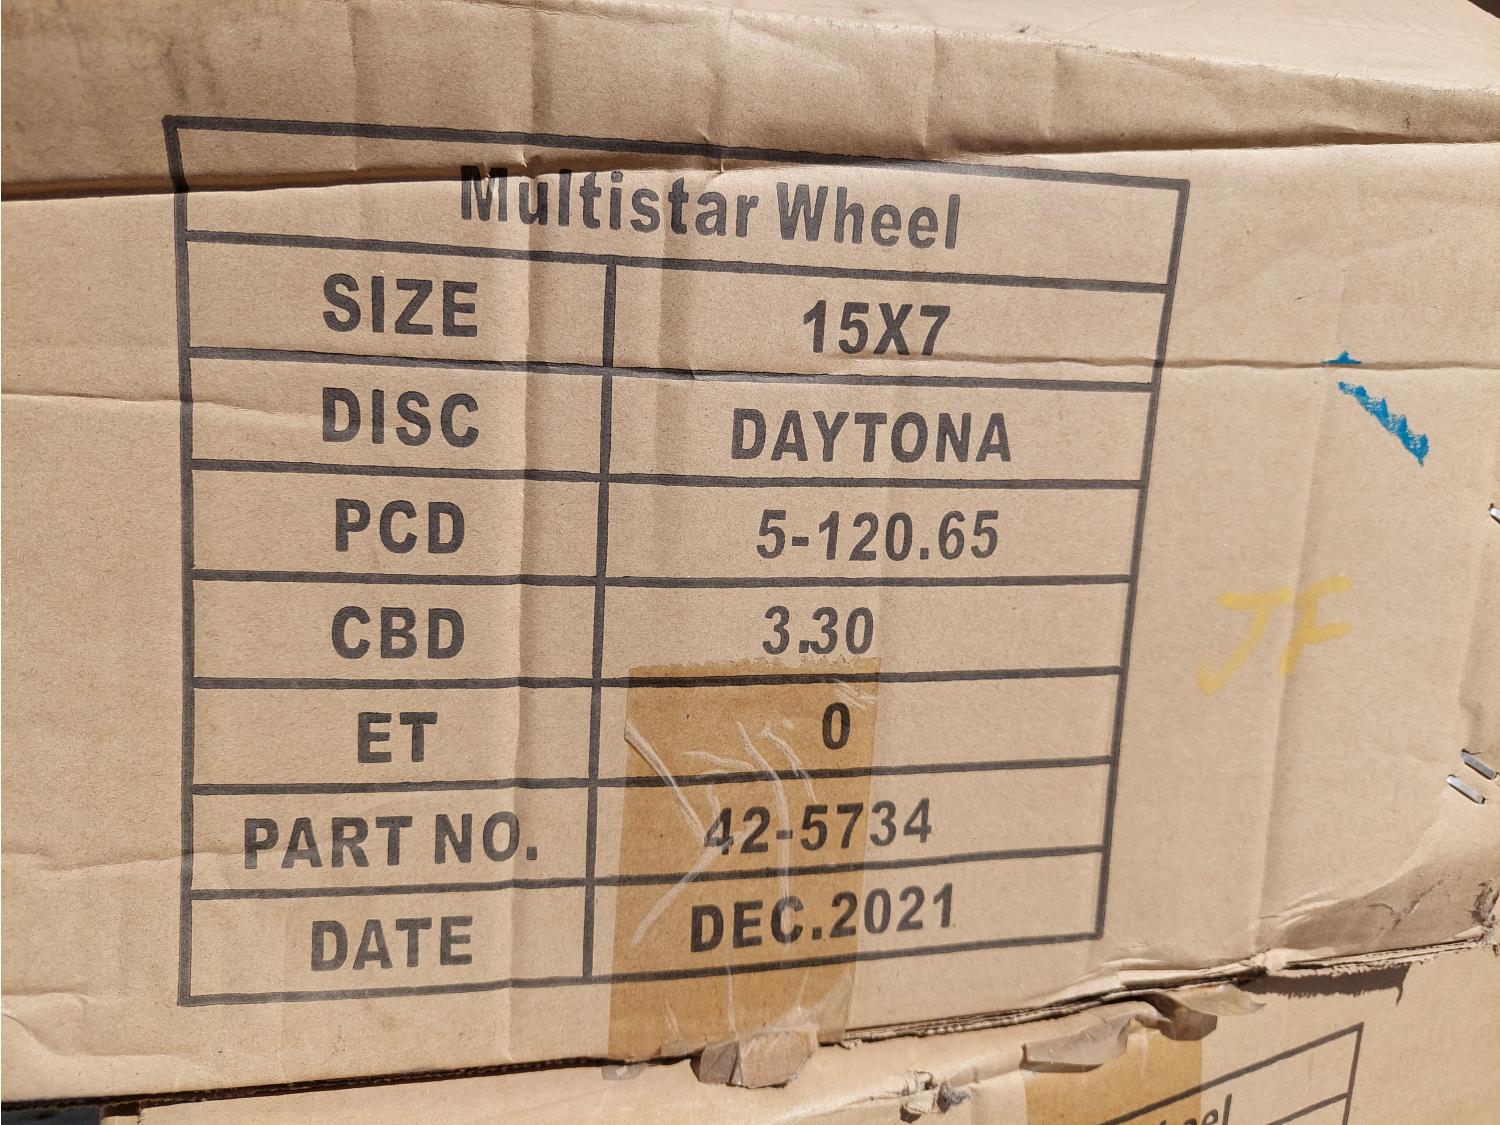 Multistar Wheel
SIZE 15X7
DISC DAYTONA
PCD 5-120.65
CBD 3.30
ET 0
PART NO. 42-5734
DATE DEC.2021
JF